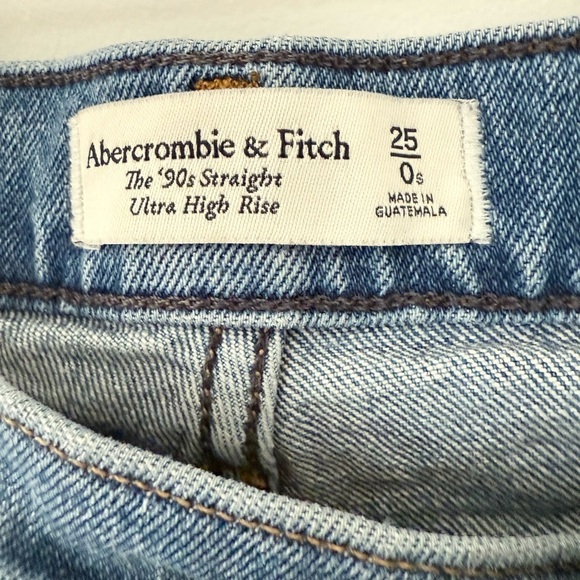 Abercrombie & Fitch
The '90s Straight
Ultra High Rise
25
0s
MADE IN
GUATEMALA